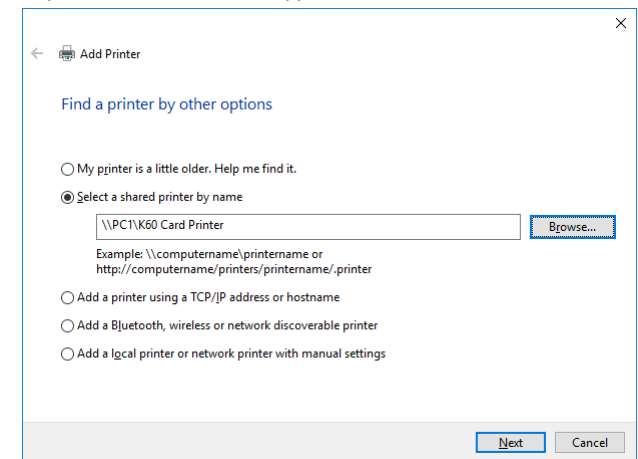 Add Printer
Find a printer by other options
My printer is a little older. Help me find it.
Select a shared printer by name
\\PC1\K60 Card Printer
Browse...
Example: \\computername\printername or
http://computername/printers/printername/.printer
Add a printer using a TCP/IP address or hostname
Add a Bluetooth, wireless or network discoverable printer
Add a local printer or network printer with manual settings
Next
Cancel